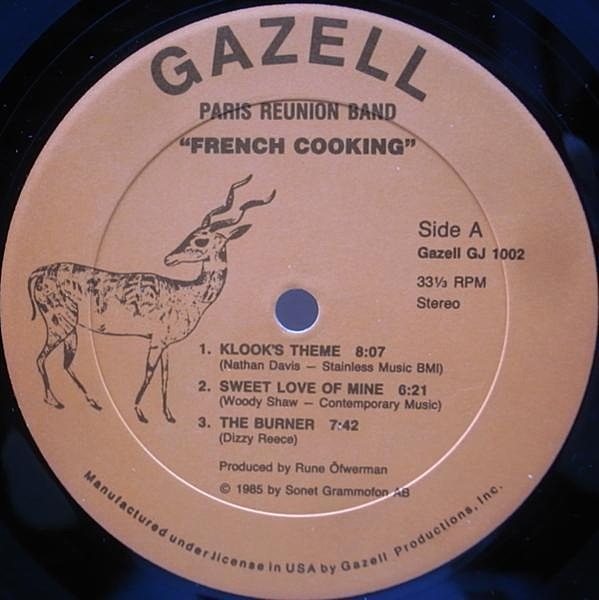 GAZELL
PARIS REUNION BAND
“FRENCH COOKING”
Side A
Gazell GJ 1002
33⅓ RPM
Stereo
1. KLOOK'S THEME 8:07
(Nathan Davis – Stainless Music BMI)
2. SWEET LOVE OF MINE 6:21
(Woody Shaw – Contemporary Music)
3. THE BURNER 7:42
(Dizzy Reece)
Produced by Rune Öfwerman
© 1985 by Sonet Grammofon AB
Manufactured under license in USA by Gazell Productions, Inc.